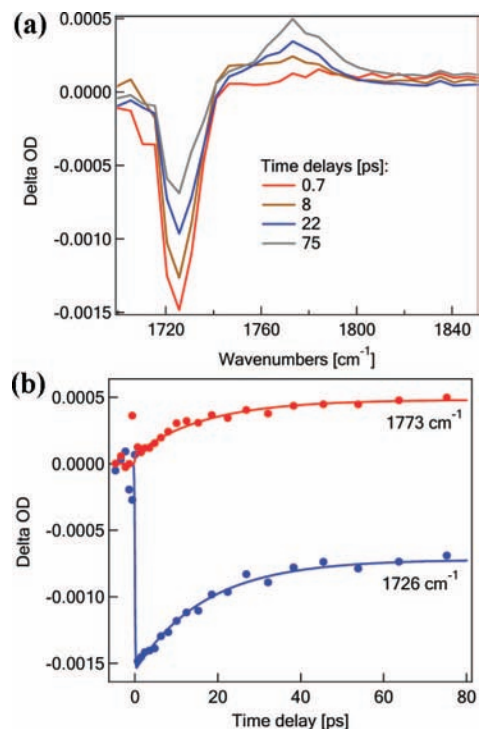 (a)
0.0005
0.0000
-0.0005
-0.0010
-0.0015
Delta OD
Time delays [ps]:
0.7
8
22
75
1720
1760
1800
1840
Wavenumbers [cm-1]
(b)
0.0005
0.0000
-0.0005
-0.0010
-0.0015
Delta OD
1773 cm-1
1726 cm-1
0
20
40
60
80
Time delay [ps]